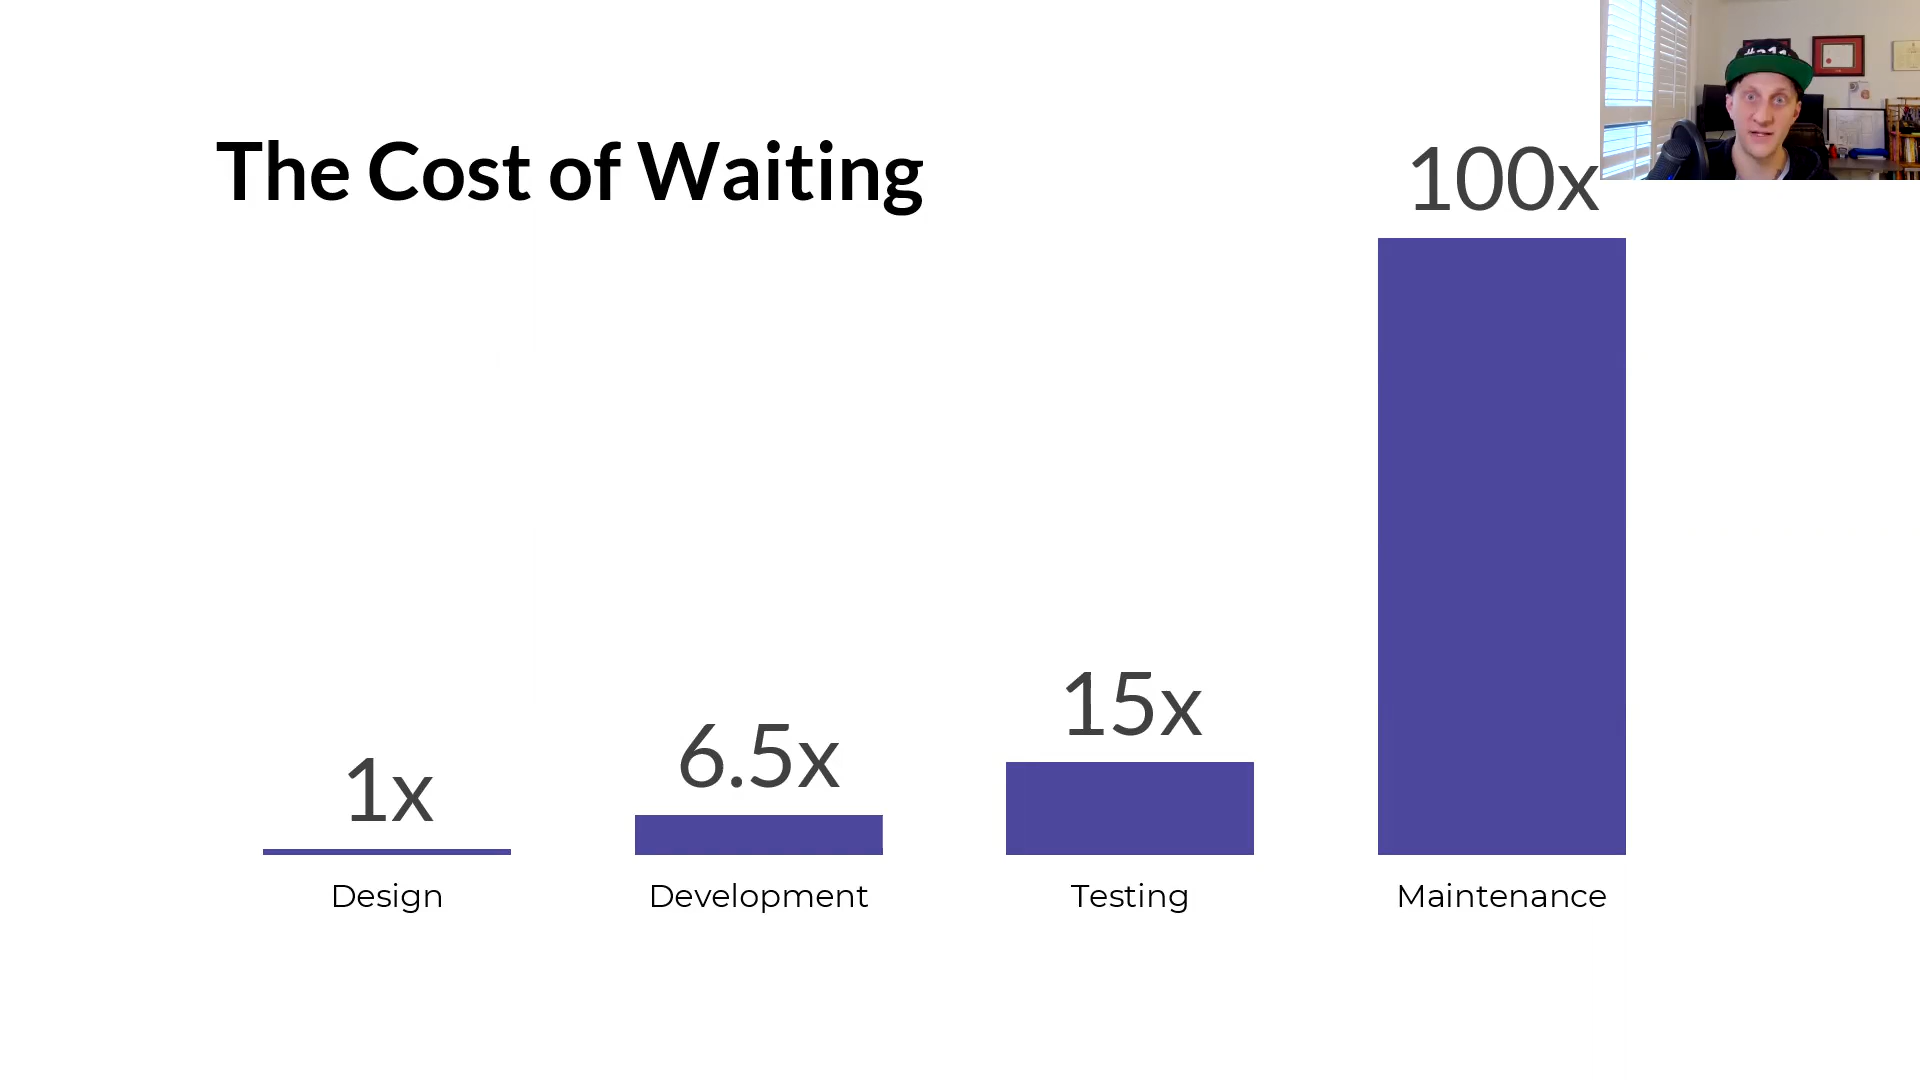 The Cost of Waiting
100x
15x
6.5x
1x
Design
Development
Testing
Maintenance